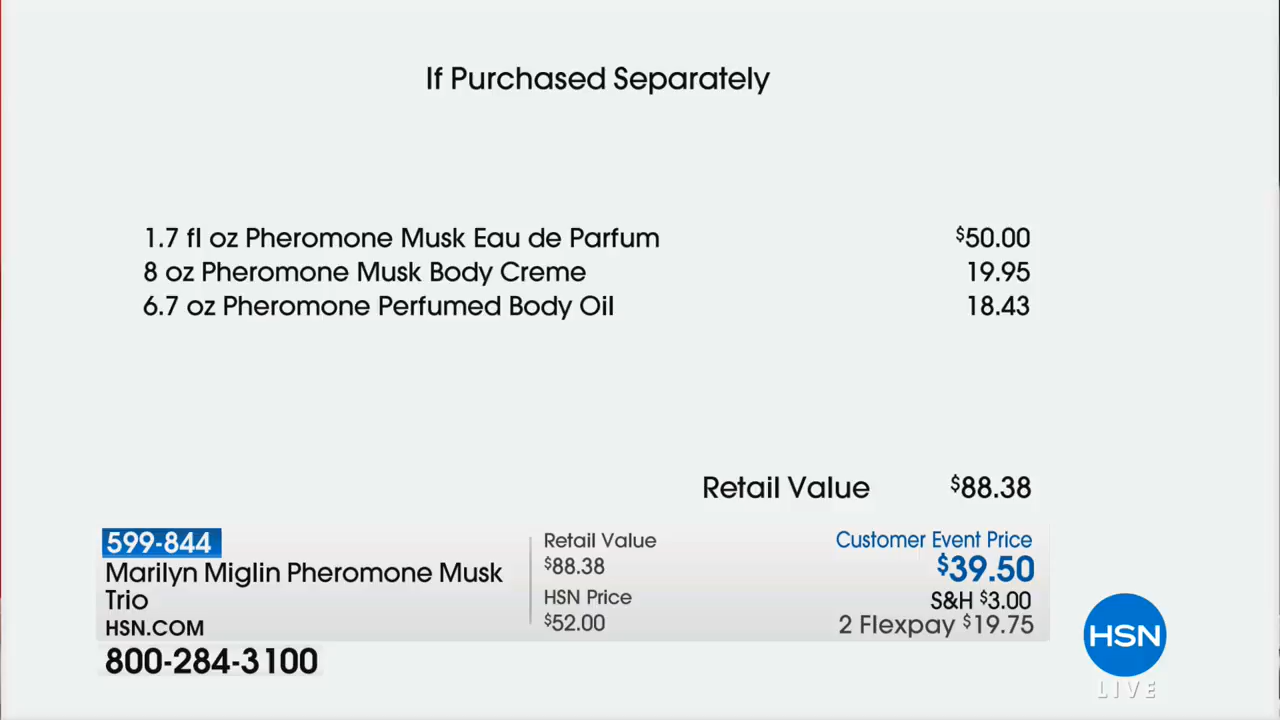 If Purchased Separately
1.7 fl oz Pheromone Musk Eau de Parfum $50.00
8 oz Pheromone Musk Body Creme 19.95
6.7 oz Pheromone Perfumed Body Oil 18.43
Retail Value $88.38
599-844
Marilyn Miglin Pheromone Musk
Trio
HSN.COM
800-284-3100
Retail Value
$88.38
HSN Price
$52.00
Customer Event Price
$39.50
S&H $3.00
2 Flexpay $19.75
HSN
LIVE